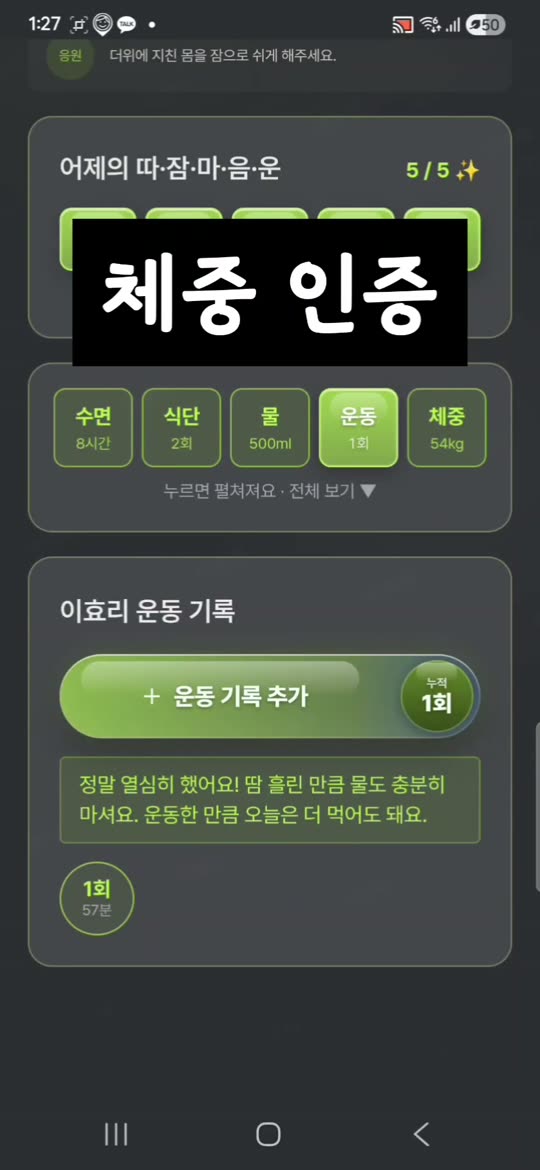 1:27
TALK
50
응원
더위에 지친 몸을 잠으로 쉬게 해주세요.
어제의 따·잠·마·음·운
5 / 5 ✨
체중 인증
수면 식단 물 운동 체중
8시간 2회 500ml 1회 54kg
누르면 펼쳐져요 · 전체 보기 ▼
이효리 운동 기록
+ 운동 기록 추가
누적
1회
정말 열심히 했어요! 땀 흘린 만큼 물도 충분히
마셔요. 운동한 만큼 오늘은 더 먹어도 돼요.
1회
57분